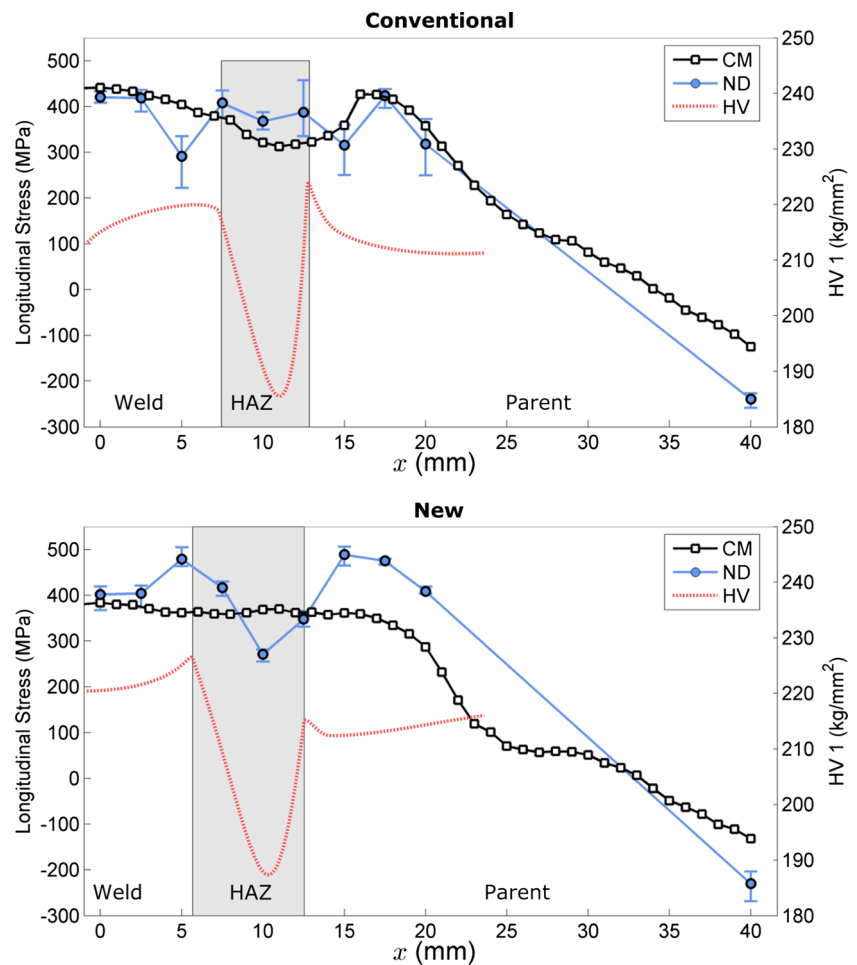 Conventional
500
400
300
200
100
0
-100
-200
-300
Longitudinal Stress (MPa)
250
240
230
220
210
200
190
180
HV 1 (kg/mm²)
CM
ND
HV
Weld
HAZ
Parent
0 5 10 15 20 25 30 35 40
x (mm)
New
500
400
300
200
100
0
-100
-200
-300
Longitudinal Stress (MPa)
250
240
230
220
210
200
190
180
HV 1 (kg/mm²)
CM
ND
HV
Weld
HAZ
Parent
0 5 10 15 20 25 30 35 40
x (mm)